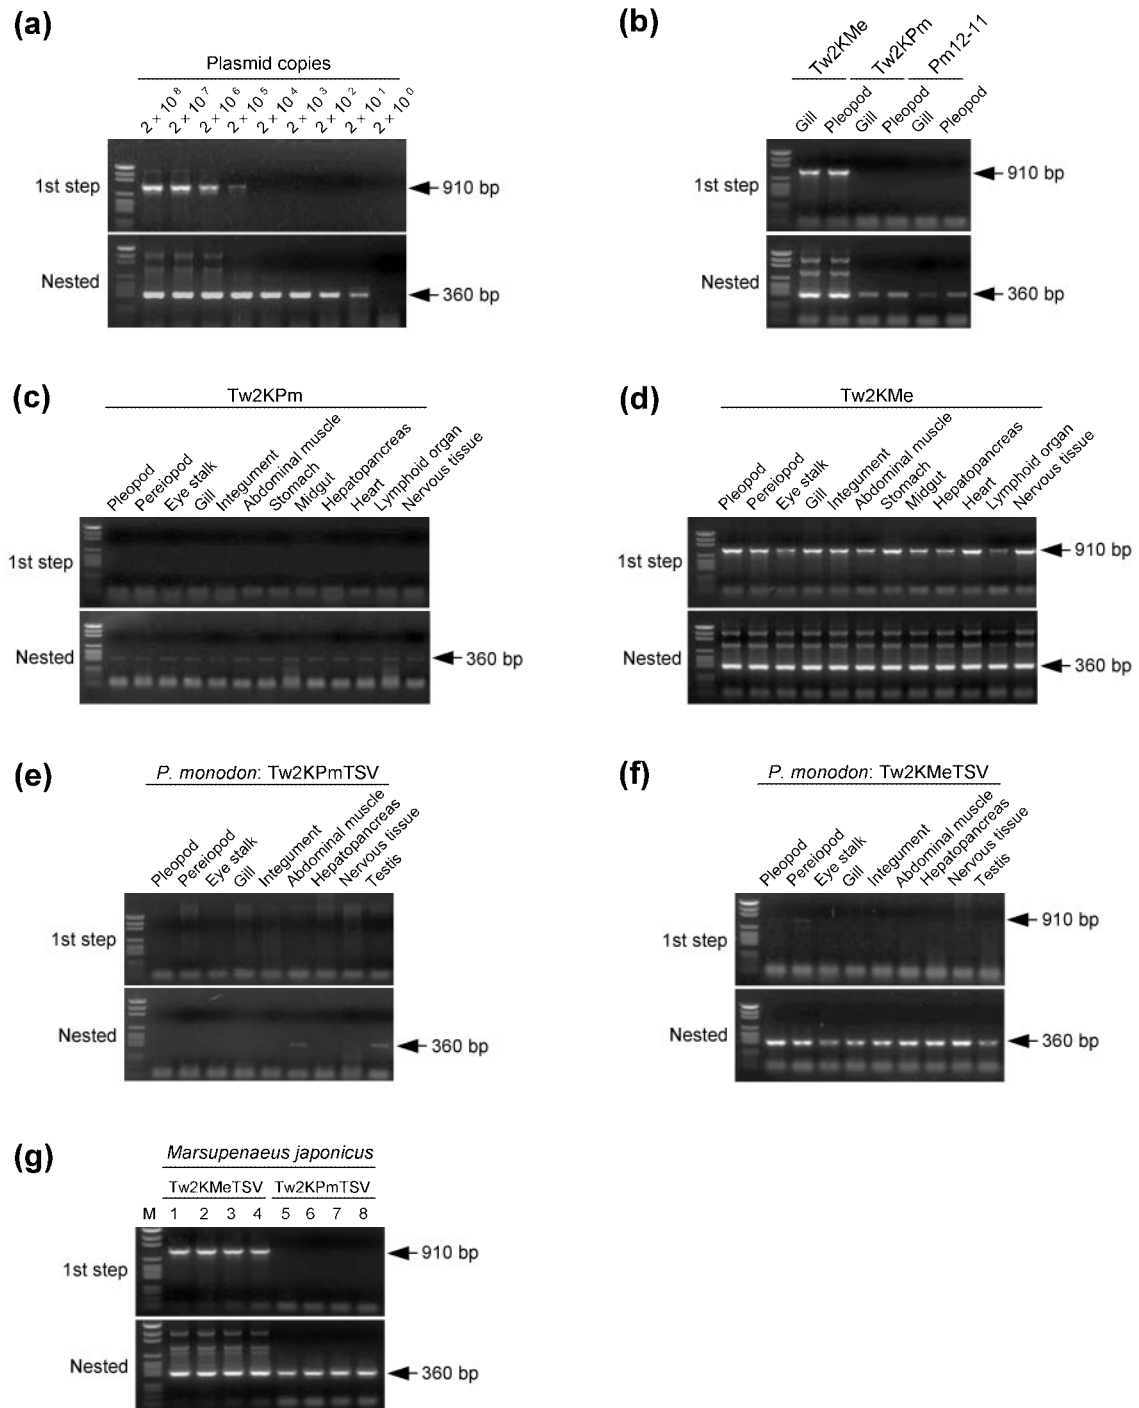 (a)
Plasmid copies
2 × 10⁸ 2 × 10⁷ 2 × 10⁶ 2 × 10⁵ 2 × 10⁴ 2 × 10³ 2 × 10² 2 × 10¹ 2 × 10⁰
1st step
910 bp
Nested
360 bp
(b)
Tw2KMe Tw2KPm Pm12-11
Gill Pleopod Gill Pleopod Gill Pleopod
1st step
910 bp
Nested
360 bp
(c)
Tw2KPm
Pleopod Pereiopod Eye stalk Gill Integument Abdominal muscle Stomach Midgut Hepatopancreas Heart Lymphoid organ Nervous tissue
1st step
Nested
360 bp
(d)
Tw2KMe
Pleopod Pereiopod Eye stalk Gill Integument Abdominal muscle Stomach Midgut Hepatopancreas Heart Lymphoid organ Nervous tissue
1st step
910 bp
Nested
360 bp
(e)
P. monodon: Tw2KPmTSV
Pleopod Pereiopod Eye stalk Gill Integument Abdominal muscle Hepatopancreas Nervous tissue Testis
1st step
Nested
360 bp
(f)
P. monodon: Tw2KMeTSV
Pleopod Pereiopod Eye stalk Gill Integument Abdominal muscle Hepatopancreas Nervous tissue Testis
1st step
910 bp
Nested
360 bp
(g)
Marsupenaeus japonicus
Tw2KMeTSV Tw2KPmTSV
M 1 2 3 4 5 6 7 8
1st step
910 bp
Nested
360 bp